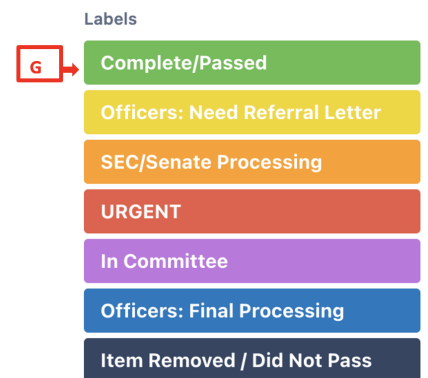 Labels
G
Complete/Passed
Officers: Need Referral Letter
SEC/Senate Processing
URGENT
In Committee
Officers: Final Processing
Item Removed / Did Not Pass